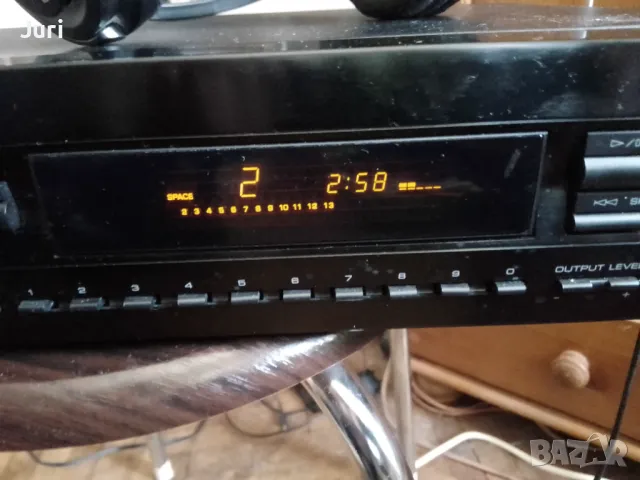 Juri
2 2:58
SPACE
2 3 4 5 6 7 8 9 10 11 12 13
1 2 3 4 5 6 7 8 9 0
OUTPUT LEVEL
- +
BAZAR